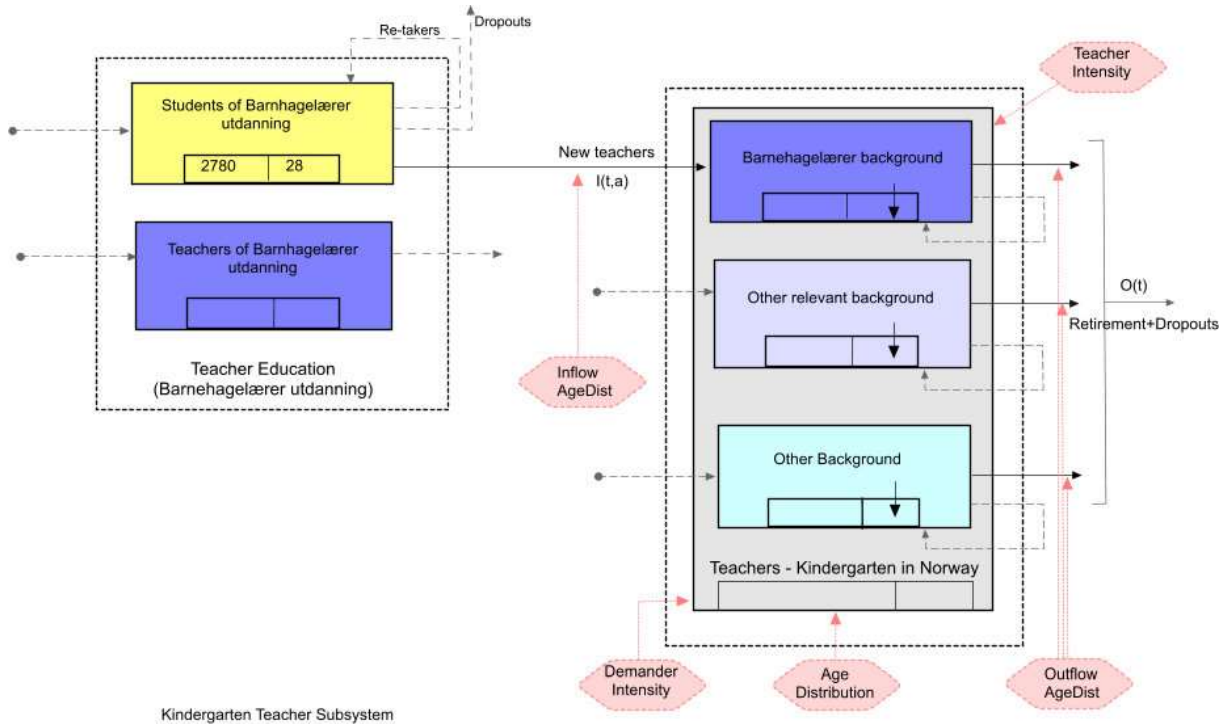 Re-takers
Dropouts
Students of Barnhagelærer
utdanning
2780 28
Teachers of Barnhagelærer
utdanning
Teacher Education
(Barnehagelærer utdanning)
New teachers
I(t,a)
Inflow
AgeDist
Teacher
Intensity
Barnehagelærer background
Other relevant background
Other Background
Teachers - Kindergarten in Norway
O(t)
Retirement+Dropouts
Demander
Intensity
Age
Distribution
Outflow
AgeDist
Kindergarten Teacher Subsystem